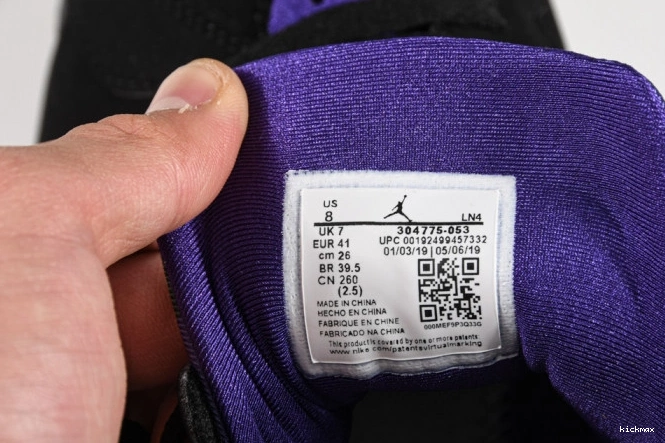 US
8 LN4
UK 7 304775-053
EUR 41 UPC 00192499457332
cm 26 01/03/19 | 05/06/19
BR 39.5
CN 260
(2.5)
MADE IN CHINA
HECHO EN CHINA
FABRIQUE EN CHINE
FABRICADO NA CHINA
000MEF9P3Q33G
This product is covered by one or more patents:
www.nike.com/patentsvirtualmarking
kickmax